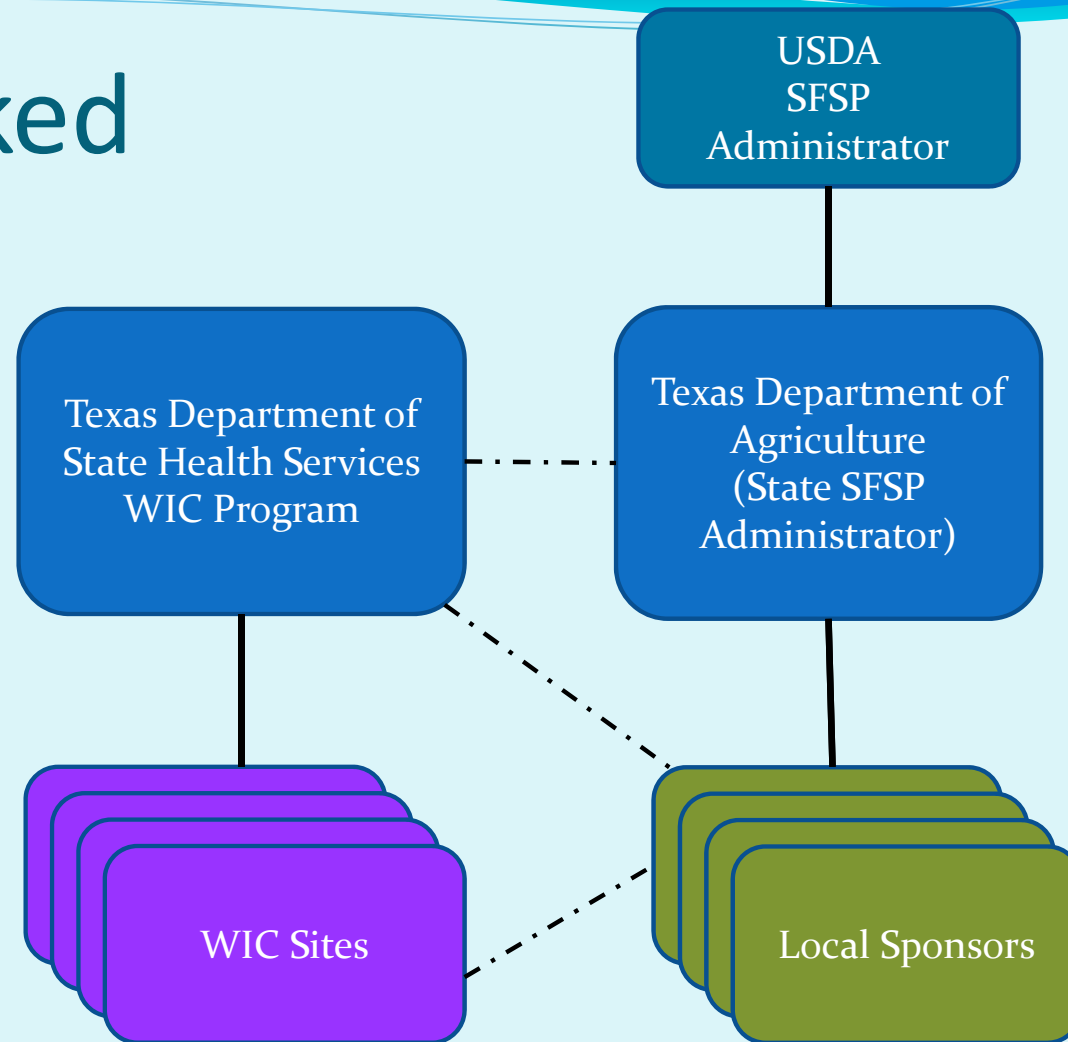 ked
USDA
SFSP
Administrator
Texas Department of
State Health Services
WIC Program
Texas Department of
Agriculture
(State SFSP
Administrator)
WIC Sites
Local Sponsors